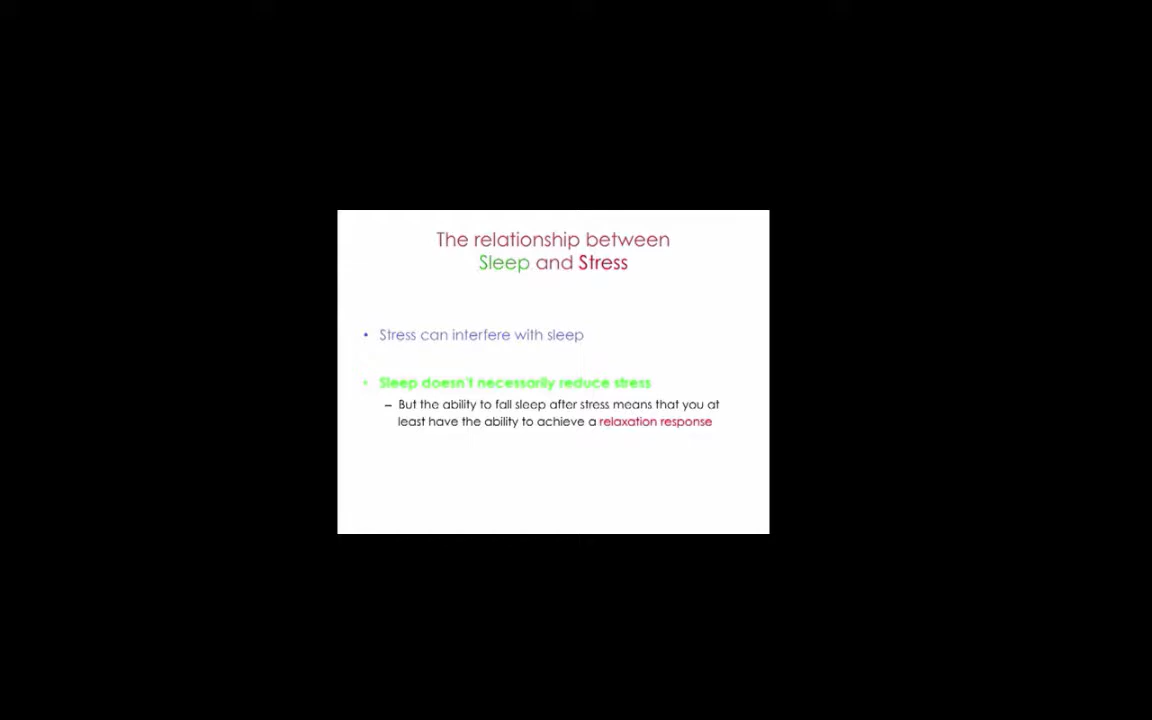 The relationship between
Sleep and Stress
• Stress can interfere with sleep
• Sleep doesn't necessarily reduce stress
– But the ability to fall sleep after stress means that you at
least have the ability to achieve a relaxation response